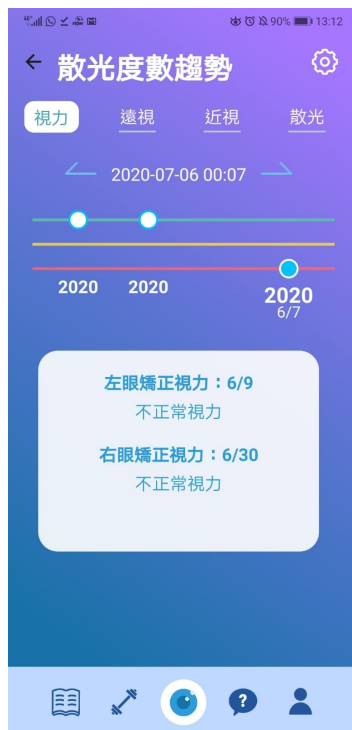 90% 13:12
散光度數趨勢
視力 遠視 近視 散光
2020-07-06 00:07
2020 2020 2020
6/7
左眼矯正視力：6/9
不正常視力
右眼矯正視力：6/30
不正常視力
?